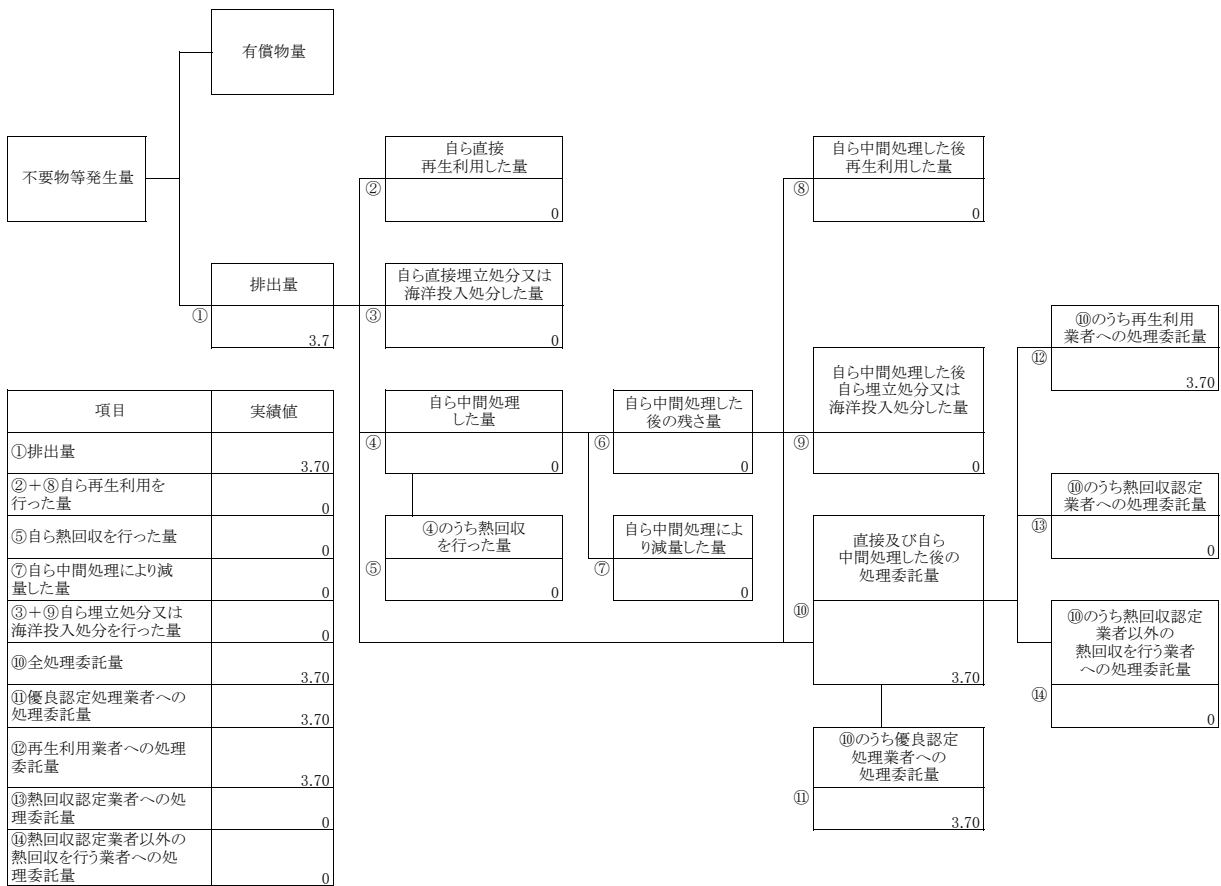 有償物量
不要物等発生量
自ら直接
再生利用した量
②
0
自ら中間処理した後
再生利用した量
⑧
0
排出量
①
3.7
自ら直接埋立処分又は
海洋投入処分した量
③
0
⑩のうち再生利用
業者への処理委託量
⑫
3.70
自ら中間処理
した量
④
0
自ら中間処理した
後の残さ量
⑥
0
自ら中間処理した後
自ら埋立処分又は
海洋投入処分した量
⑨
0
⑩のうち熱回収認定
業者への処理委託量
⑬
0
④のうち熱回収
を行った量
⑤
0
自ら中間処理によ
り減量した量
⑦
0
直接及び自ら
中間処理した後の
処理委託量
⑩
3.70
⑩のうち熱回収認定
業者以外の
熱回収を行う業者
への処理委託量
⑭
0
⑩のうち優良認定
処理業者への
処理委託量
⑪
3.70
項目 実績値
①排出量
3.70
②＋⑧自ら再生利用を
行った量
0
⑤自ら熱回収を行った量
0
⑦自ら中間処理により減
量した量
0
③＋⑨自ら埋立処分又は
海洋投入処分を行った量
0
⑩全処理委託量
3.70
⑪優良認定処理業者への
処理委託量
3.70
⑫再生利用業者への処理
委託量
3.70
⑬熱回収認定業者への処
理委託量
0
⑭熱回収認定業者以外の
熱回収を行う業者への処
理委託量
0